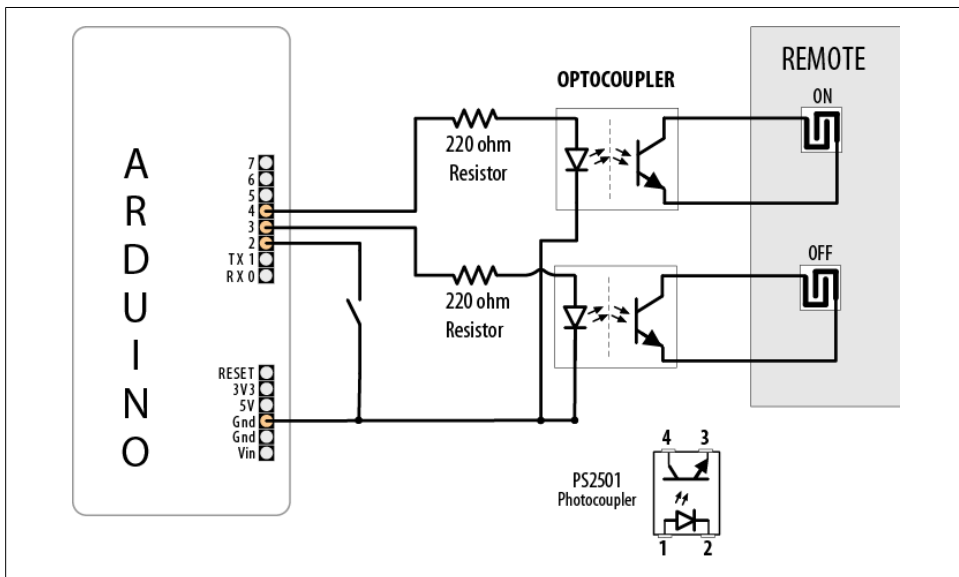 ARDUINO
7
6
5
4
3
2
TX 1
RX 0
RESET
3V3
5V
Gnd
Gnd
Vin
220 ohm
Resistor
220 ohm
Resistor
OPTOCOUPLER
REMOTE
ON
OFF
PS2501
Photocoupler
4 3
1 2